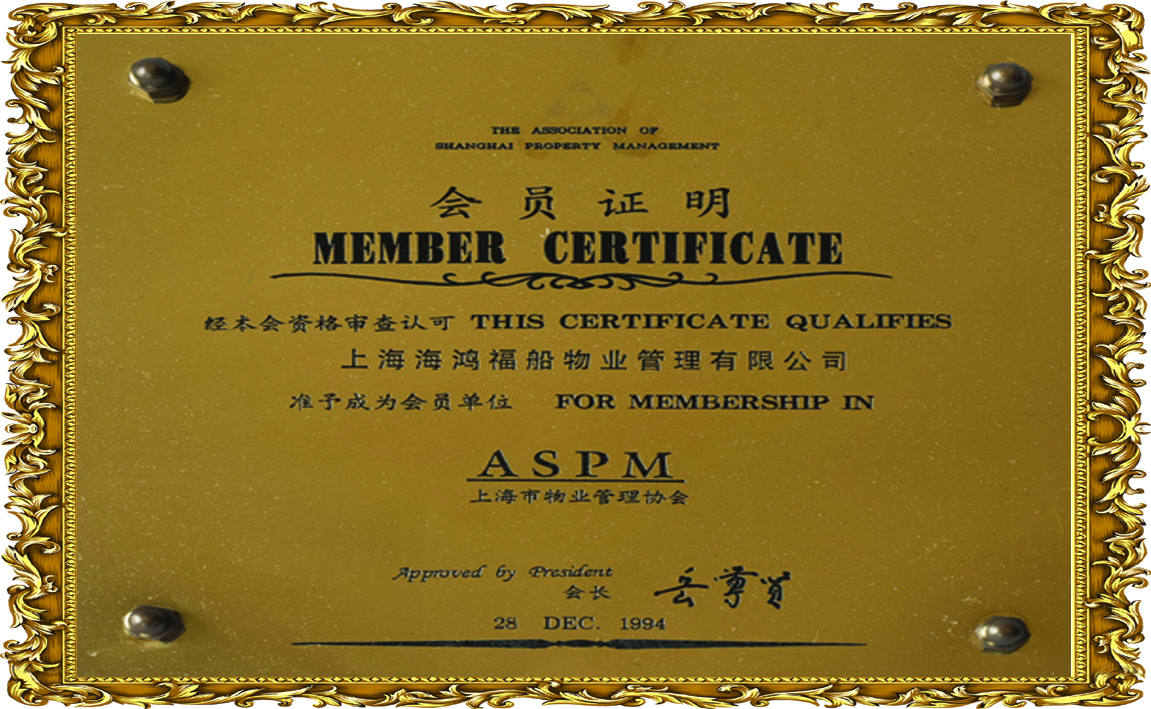 THE ASSOCIATION OF
SHANGHAI PROPERTY MANAGEMENT
会员证明
MEMBER CERTIFICATE
经本会资格审查认可 THIS CERTIFICATE QUALIFIES
上海海鸿福船物业管理有限公司
准予成为会员单位 FOR MEMBERSHIP IN
ASPM
上海市物业管理协会
Approved by President
会长
28 DEC. 1994